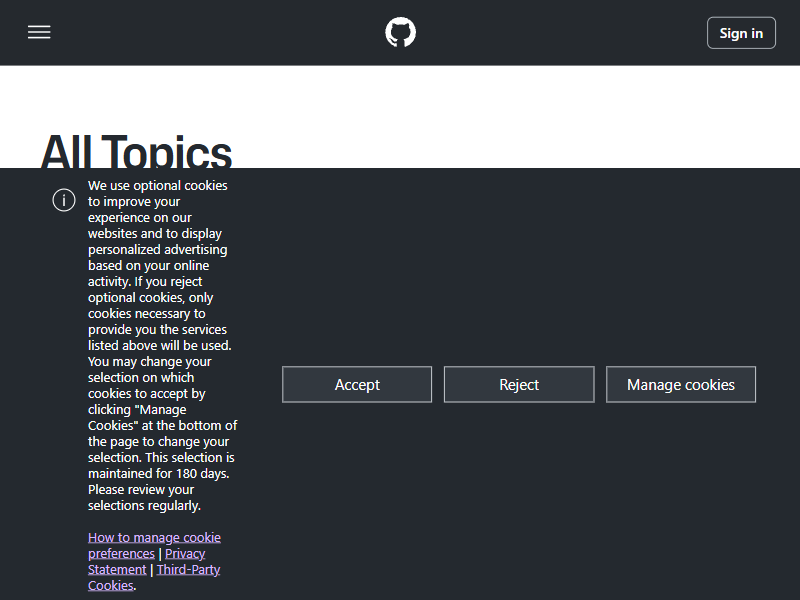 Sign in
All Topics
We use optional cookies
to improve your
experience on our
websites and to display
personalized advertising
based on your online
activity. If you reject
optional cookies, only
cookies necessary to
provide you the services
listed above will be used.
You may change your
selection on which
cookies to accept by
clicking "Manage
Cookies" at the bottom of
the page to change your
selection. This selection is
maintained for 180 days.
Please review your
selections regularly.
How to manage cookie
preferences | Privacy
Statement | Third-Party
Cookies.
Accept
Reject
Manage cookies